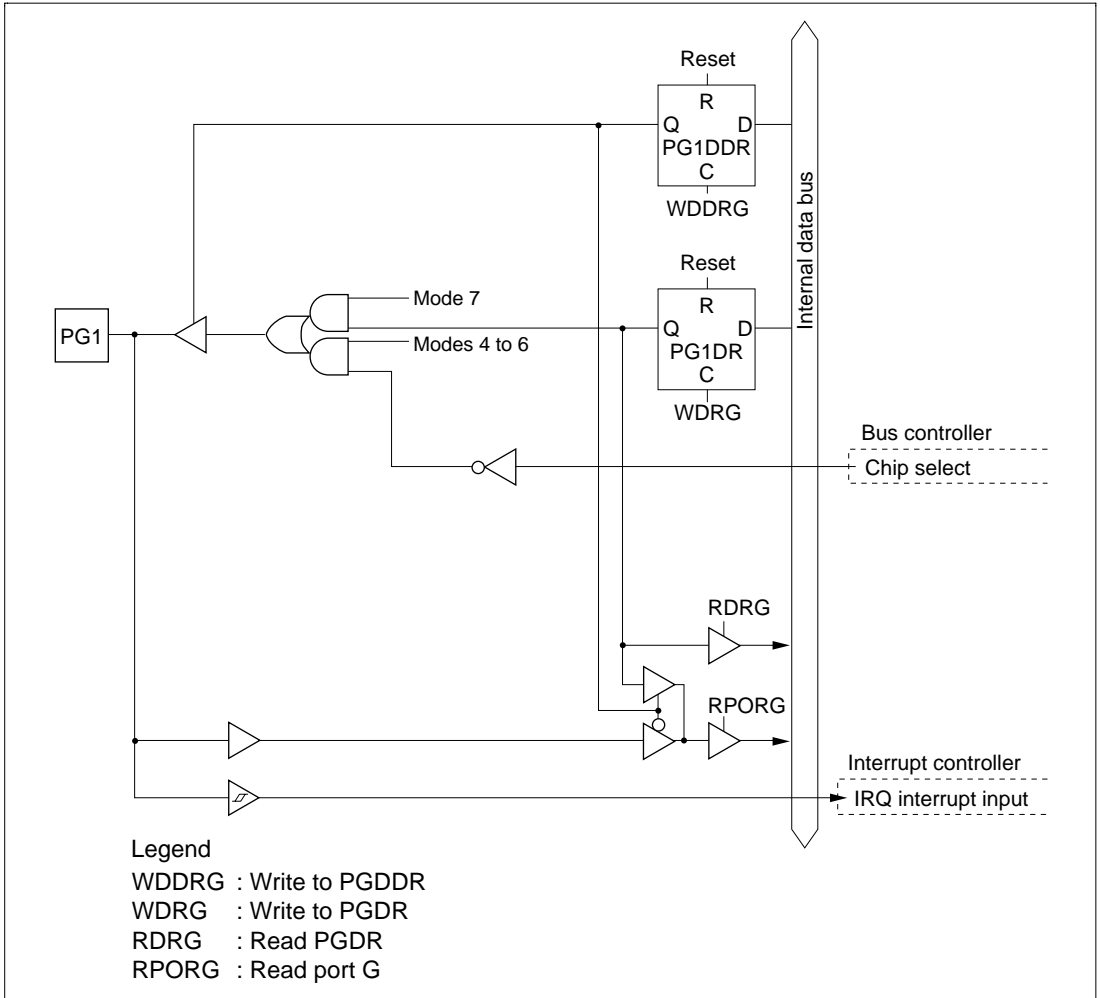 Reset
R
Q D
PG1DDR
C
WDDRG
Internal data bus
Reset
R
Q D
PG1DR
C
WDRG
Mode 7
PG1
Modes 4 to 6
Bus controller
Chip select
RDRG
RPORG
Interrupt controller
IRQ interrupt input
Legend
WDDRG : Write to PGDDR
WDRG : Write to PGDR
RDRG : Read PGDR
RPORG : Read port G